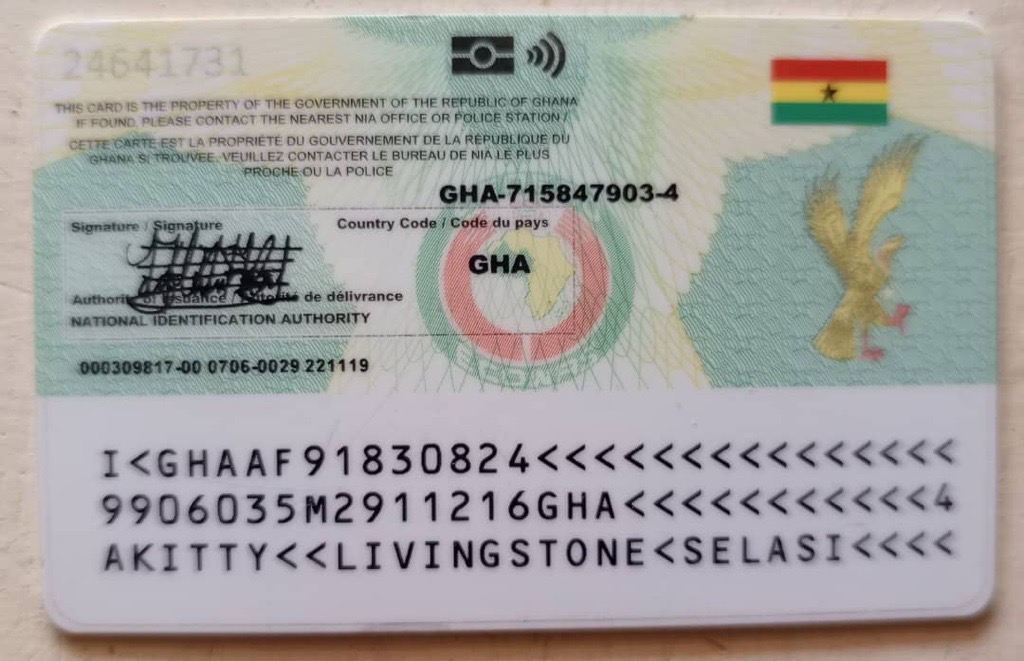 24641731
THIS CARD IS THE PROPERTY OF THE GOVERNMENT OF THE REPUBLIC OF GHANA
IF FOUND, PLEASE CONTACT THE NEAREST NIA OFFICE OR POLICE STATION /
CETTE CARTE EST LA PROPRIÉTÉ DU GOUVERNEMENT DE LA RÉPUBLIQUE DU
GHANA SI TROUVEE, VEUILLEZ CONTACTER LE BUREAU DE NIA LE PLUS
PROCHE OU LA POLICE
GHA-715847903-4
Signature / Signature
Country Code / Code du pays
GHA
Authority of Issuance / Autorité de délivrance
NATIONAL IDENTIFICATION AUTHORITY
000309817-00 0706-0029 221119
I<GHAAF91830824<<<<<<<<<<<<<<<
9906035M2911216GHA<<<<<<<<<<<4
AKITTY<<LIVINGSTONE<SELASI<<<<